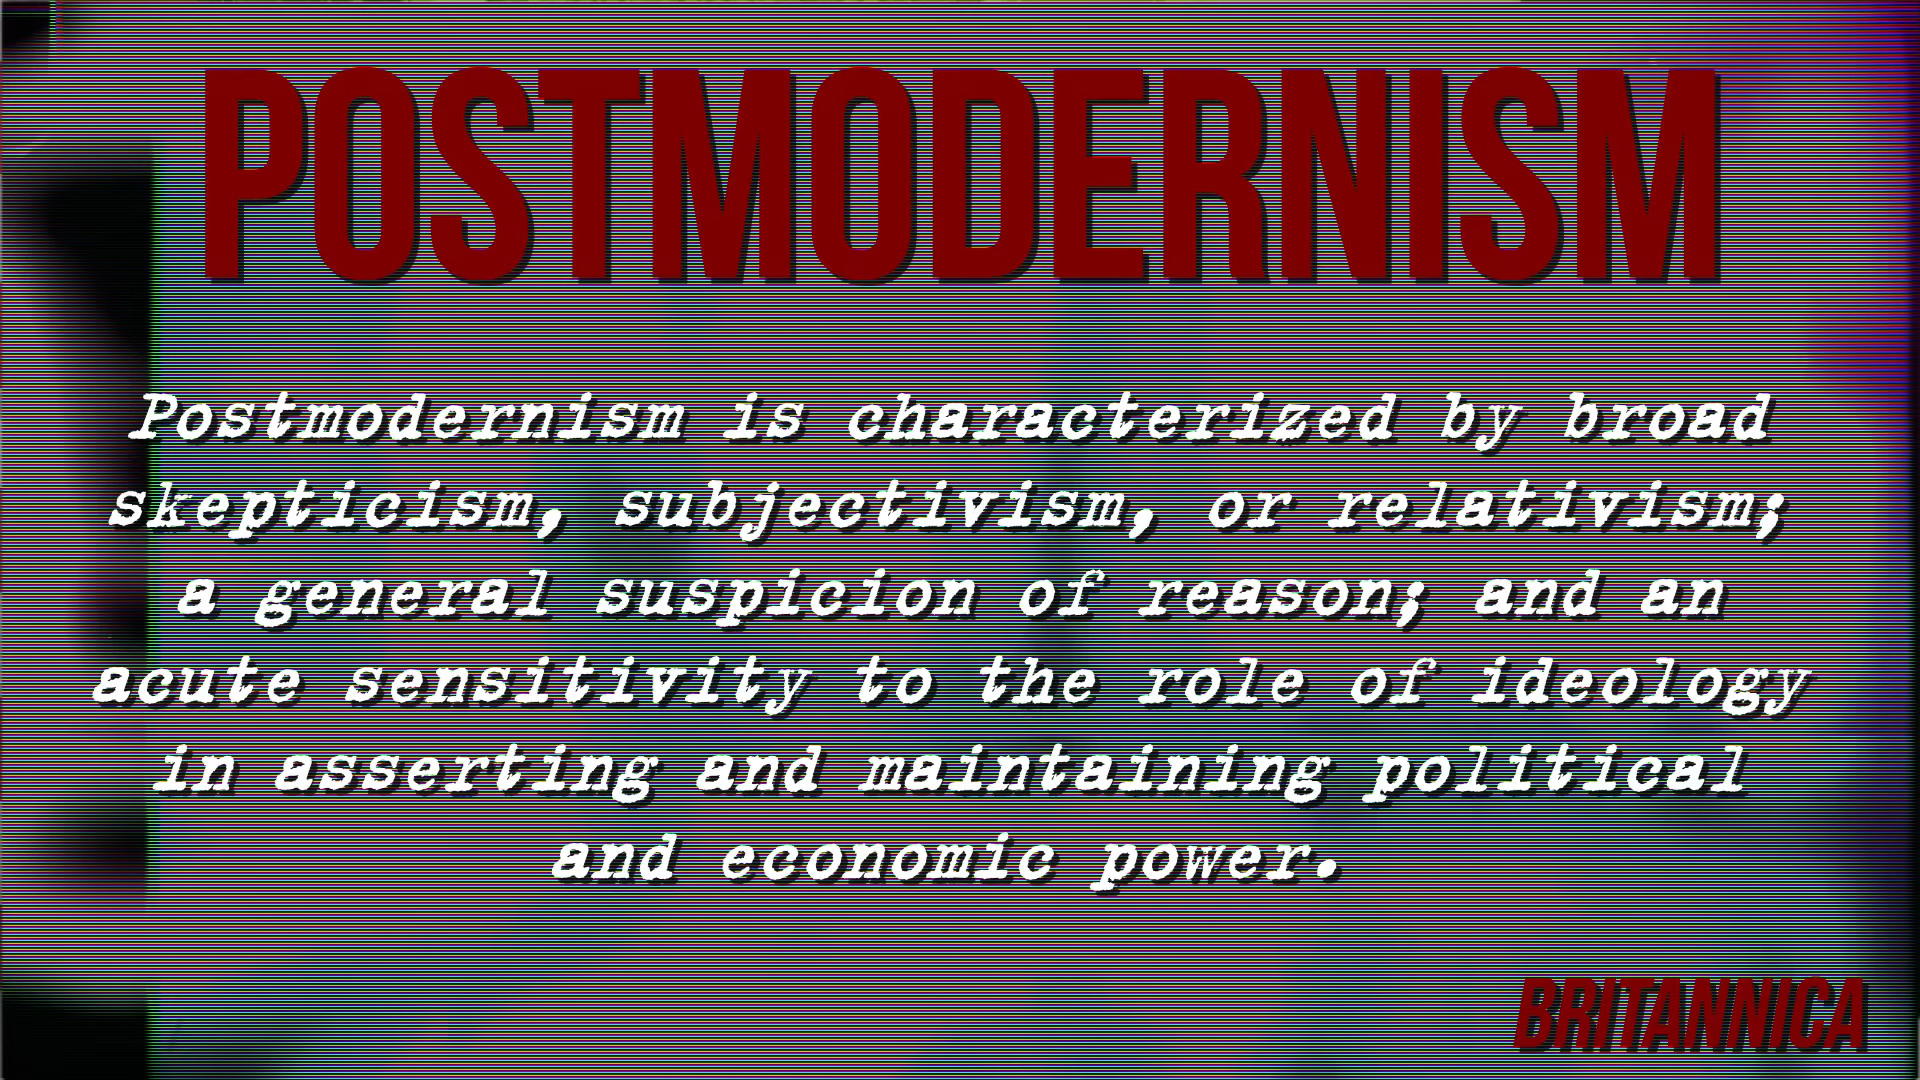 POSTMODERNISM
Postmodernism is characterized by broad
skepticism, subjectivism, or relativism;
a general suspicion of reason; and an
acute sensitivity to the role of ideology
in asserting and maintaining political
and economic power.
BRITANNICA